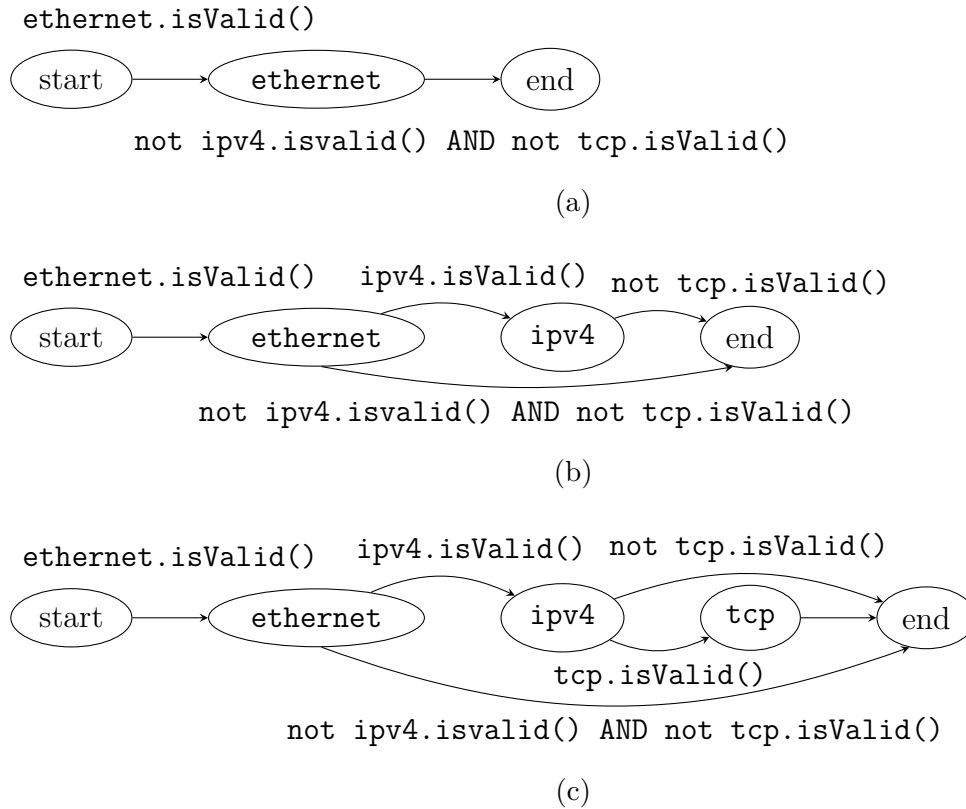 ethernet.isValid()
start ethernet end
not ipv4.isvalid() AND not tcp.isValid()
(a)
ethernet.isValid() ipv4.isValid() not tcp.isValid()
start ethernet ipv4 end
not ipv4.isvalid() AND not tcp.isValid()
(b)
ethernet.isValid() ipv4.isValid() not tcp.isValid()
start ethernet ipv4 tcp end
tcp.isValid()
not ipv4.isvalid() AND not tcp.isValid()
(c)